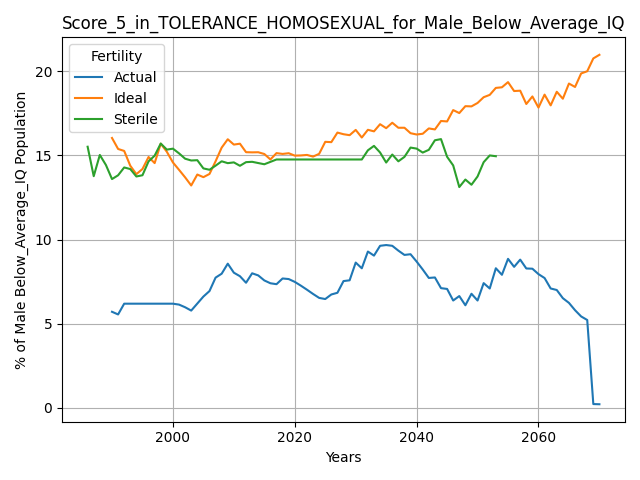 Score_5_in_TOLERANCE_HOMOSEXUAL_for_Male_Below_Average_IQ
Fertility
Actual
Ideal
Sterile
% of Male Below_Average_IQ Population
20
15
10
5
0
2000 2020 2040 2060
Years